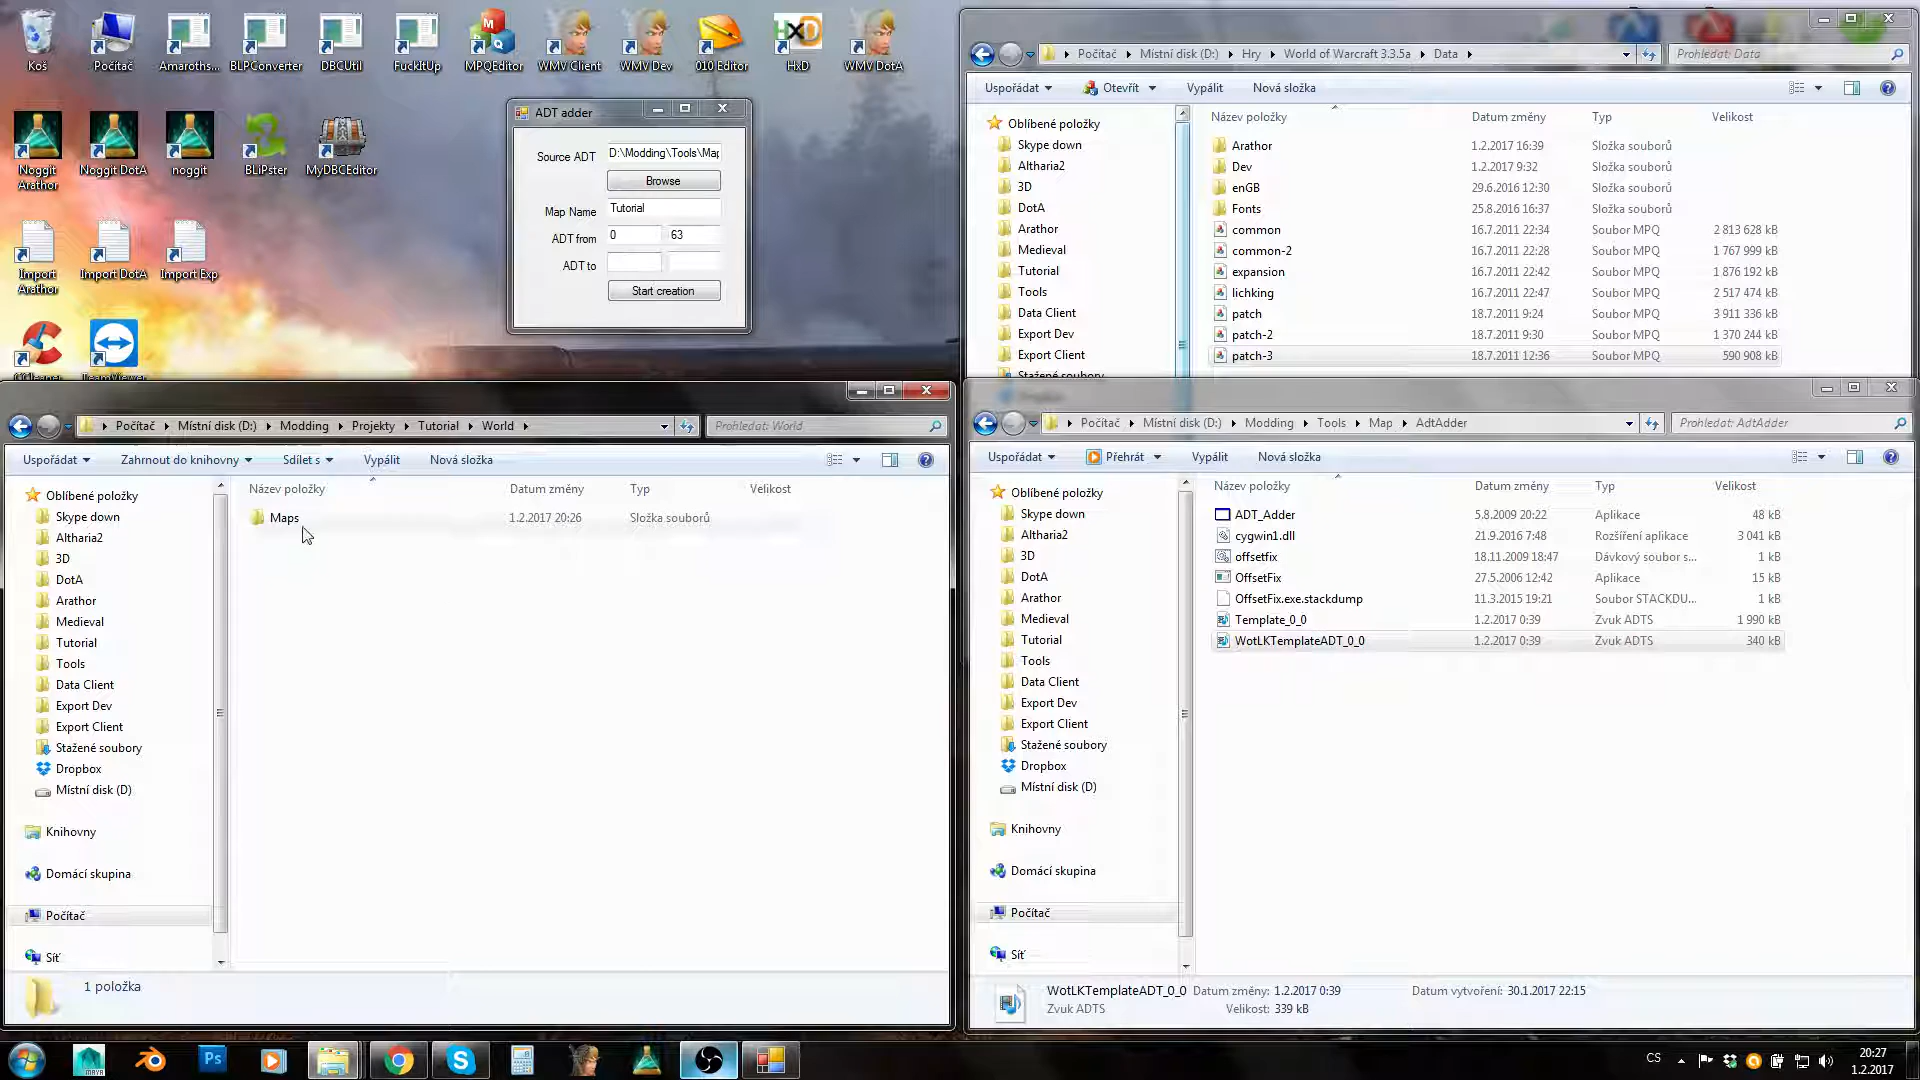 Koš
Počítač
Amaroths...
BLPConverter
DBCUtil
FuckItUp
MPQEditor
WMV Client
WMV Dev
010 Editor
HxD
WMV DotA
Noggit Arathor
Noggit DotA
noggit
BLiPster
MyDBCEditor
Import Arathor
Import DotA
Import Exp
CCleaner
TeamViewer
ADT adder
Source ADT
D:\Modding\Tools\Map
Browse
Map Name
Tutorial
ADT from
0
63
ADT to
Start creation
Počítač
Místní disk (D:)
Hry
World of Warcraft 3.3.5a
Data
Prohledat: Data
Uspořádat
Otevřít
Vypálit
Nová složka
Oblíbené položky
Skype down
Altharia2
3D
DotA
Arathor
Medieval
Tutorial
Tools
Data Client
Export Dev
Export Client
Stažené soubory
Název položky Datum změny Typ Velikost
Arathor 1.2.2017 16:39 Složka souborů
Dev 1.2.2017 9:32 Složka souborů
enGB 29.6.2016 12:30 Složka souborů
Fonts 25.8.2016 16:37 Složka souborů
common 16.7.2011 22:34 Soubor MPQ 2 813 628 kB
common-2 16.7.2011 22:28 Soubor MPQ 1 767 999 kB
expansion 16.7.2011 22:42 Soubor MPQ 1 876 192 kB
lichking 16.7.2011 22:47 Soubor MPQ 2 517 474 kB
patch 18.7.2011 9:24 Soubor MPQ 3 911 336 kB
patch-2 18.7.2011 9:30 Soubor MPQ 1 370 244 kB
patch-3 18.7.2011 12:36 Soubor MPQ 590 908 kB
Počítač
Místní disk (D:)
Modding
Projekty
Tutorial
World
Prohledat: World
Uspořádat
Zahrnout do knihovny
Sdílet s
Vypálit
Nová složka
Oblíbené položky
Skype down
Altharia2
3D
DotA
Arathor
Medieval
Tutorial
Tools
Data Client
Export Dev
Export Client
Stažené soubory
Dropbox
Místní disk (D)
Knihovny
Domácí skupina
Počítač
Síť
Název položky Datum změny Typ Velikost
Maps 1.2.2017 20:26 Složka souborů
1 položka
Počítač
Místní disk (D:)
Modding
Tools
Map
AdtAdder
Prohledat: AdtAdder
Uspořádat
Přehrát
Vypálit
Nová složka
Oblíbené položky
Skype down
Altharia2
3D
DotA
Arathor
Medieval
Tutorial
Tools
Data Client
Export Dev
Export Client
Stažené soubory
Dropbox
Místní disk (D)
Knihovny
Domácí skupina
Počítač
Síť
Název položky Datum změny Typ Velikost
ADT_Adder 5.8.2009 20:22 Aplikace 48 kB
cygwin1.dll 21.9.2016 7:48 Rozšíření aplikace 3 041 kB
offsetfix 18.11.2009 18:47 Dávkový soubor s... 1 kB
OffsetFix 27.5.2006 12:42 Aplikace 15 kB
OffsetFix.exe.stackdump 11.3.2015 19:21 Soubor STACKDU... 1 kB
Template_0_0 1.2.2017 0:39 Zvuk ADTS 1 990 kB
WotLKTemplateADT_0_0 1.2.2017 0:39 Zvuk ADTS 340 kB
WotLKTemplateADT_0_0 Datum změny: 1.2.2017 0:39 Datum vytvoření: 30.1.2017 22:15
Zvuk ADTS Velikost: 339 kB
MAYA
Ps
CS
20:27
1.2.2017